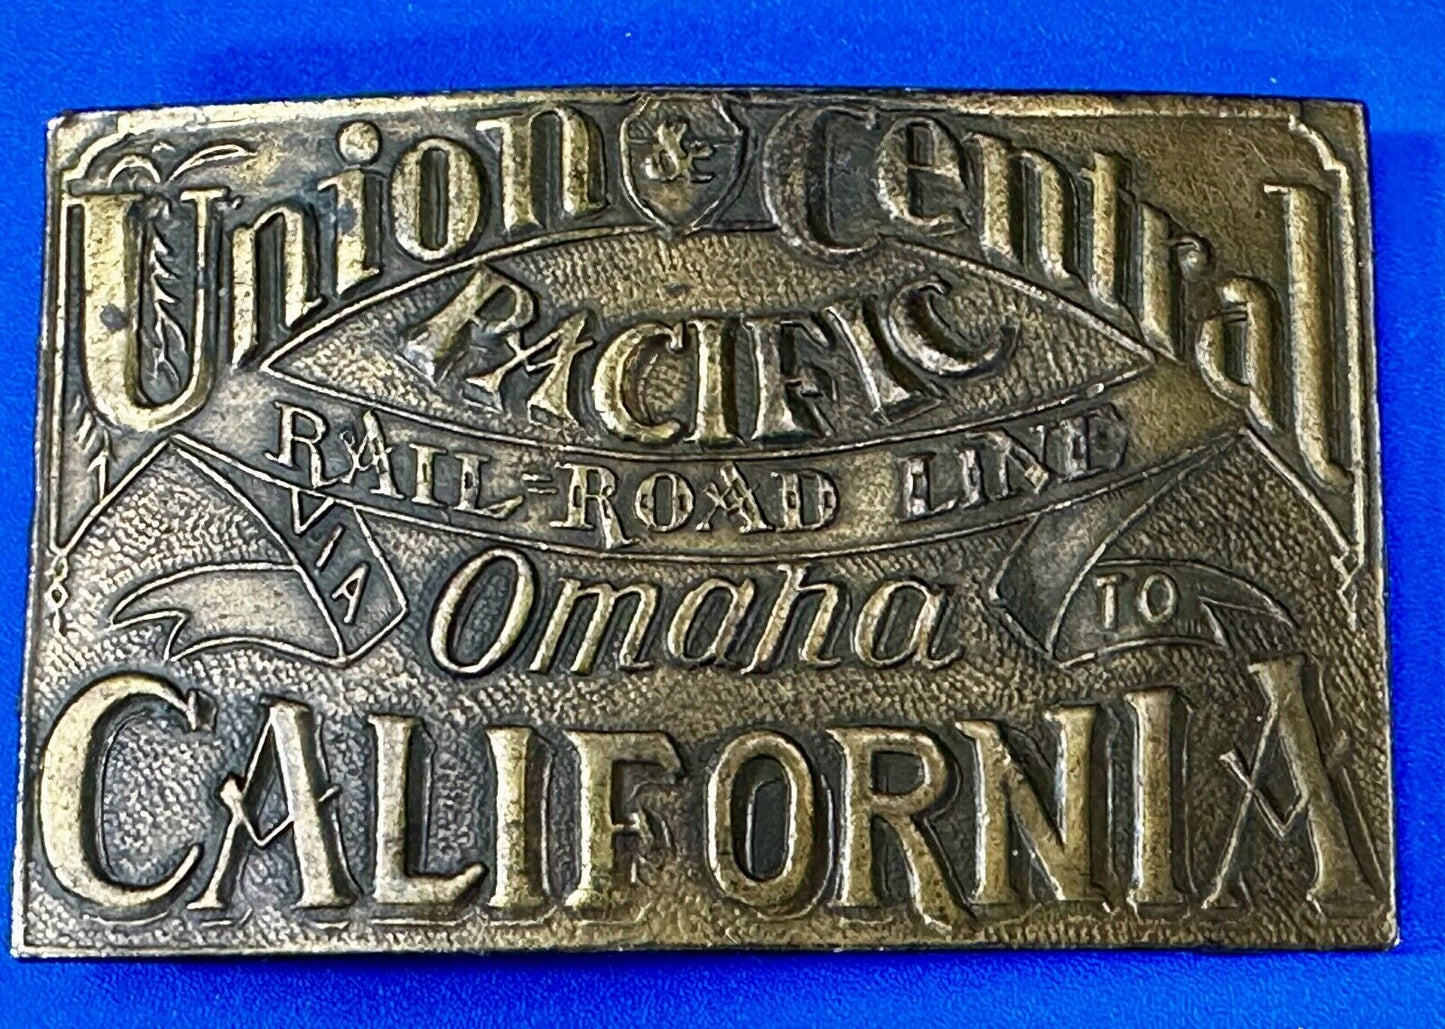 Union & Central
PACIFIC
RAIL=ROAD LINE
VIA Omaha TO
CALIFORNIA